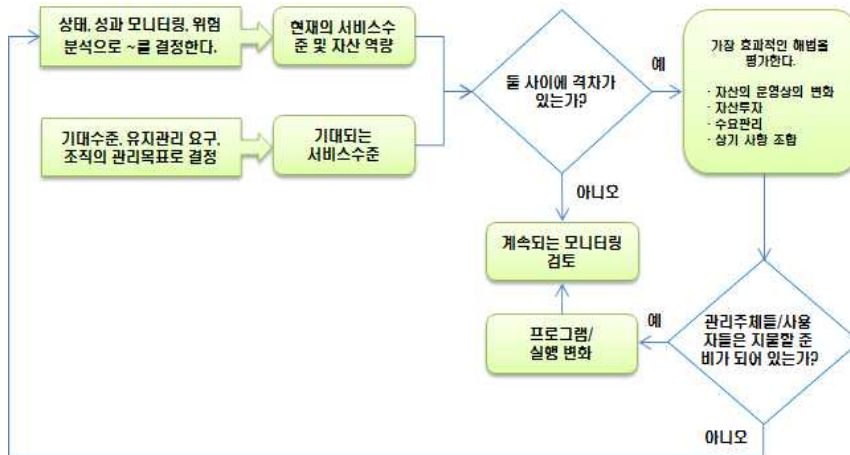 상태, 성과 모니터링, 위험
분석으로 ~를 결정한다.
현재의 서비스수
준 및 자산 역량
기대수준, 유지관리 요구,
조직의 관리목표로 결정
기대되는
서비스수준
둘 사이에 격차가
있는가?
예
가장 효과적인 해법을
평가한다.
· 자산의 운영상의 변화
· 자산투자
· 수요관리
· 상기 사항 조합
아니오
계속되는 모니터링
검토
프로그램/
실행 변화
예
관리주체들/사용
자들은 지불할 준
비가 되어 있는가?
아니오